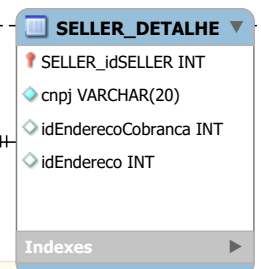 SELLER_DETALHE
SELLER_idSELLER INT
cnpj VARCHAR(20)
idEnderecoCobranca INT
idEndereco INT
Indexes